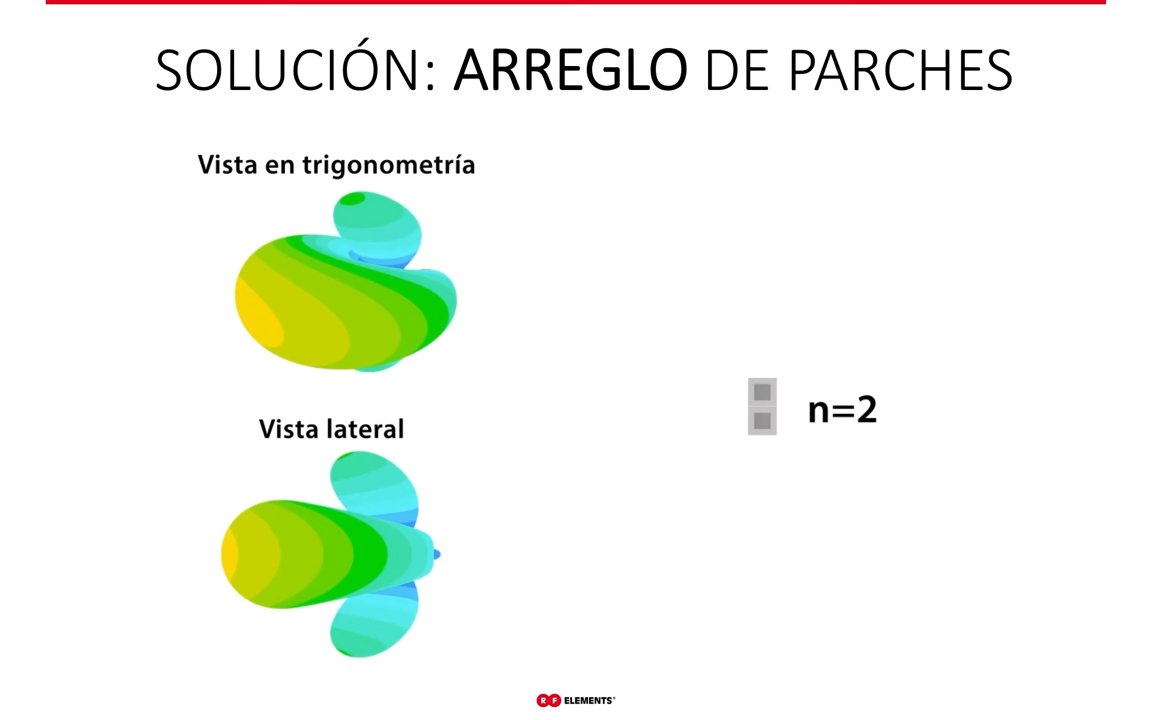 SOLUCIÓN: ARREGLO DE PARCHES
Vista en trigonometría
Vista lateral
n=2
RF ELEMENTS